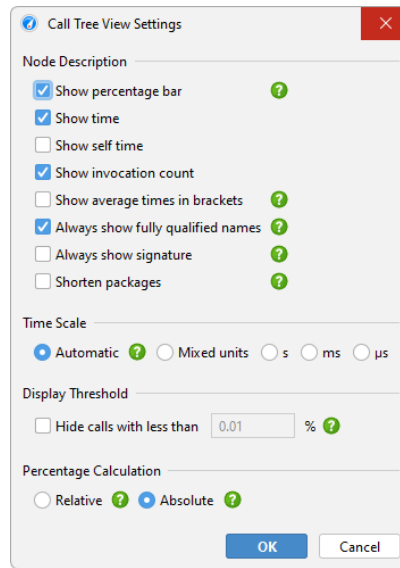 Call Tree View Settings
Node Description
Show percentage bar ?
Show time
Show self time
Show invocation count
Show average times in brackets ?
Always show fully qualified names ?
Always show signature ?
Shorten packages ?
Time Scale
Automatic ? Mixed units s ms µs
Display Threshold
Hide calls with less than 0.01 % ?
Percentage Calculation
Relative ? Absolute ?
OK Cancel